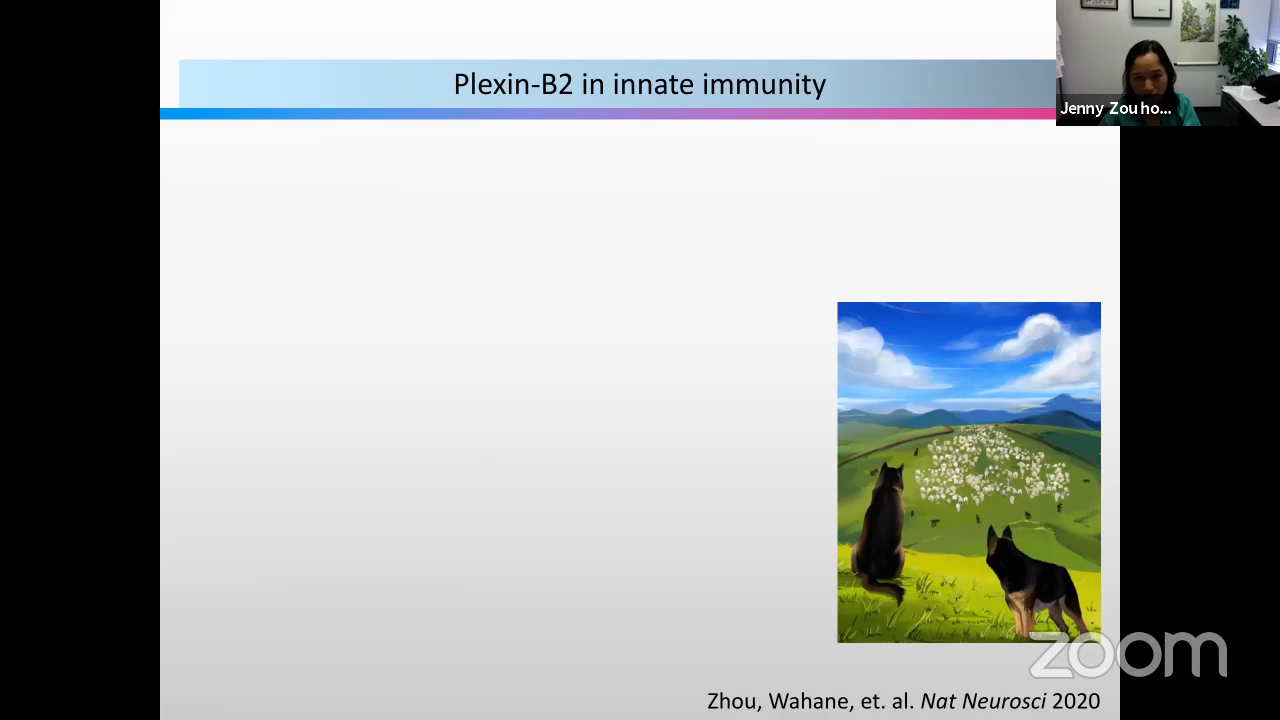 Plexin-B2 in innate immunity
Jenny Zou ho...
zoom
Zhou, Wahane, et. al. Nat Neurosci 2020